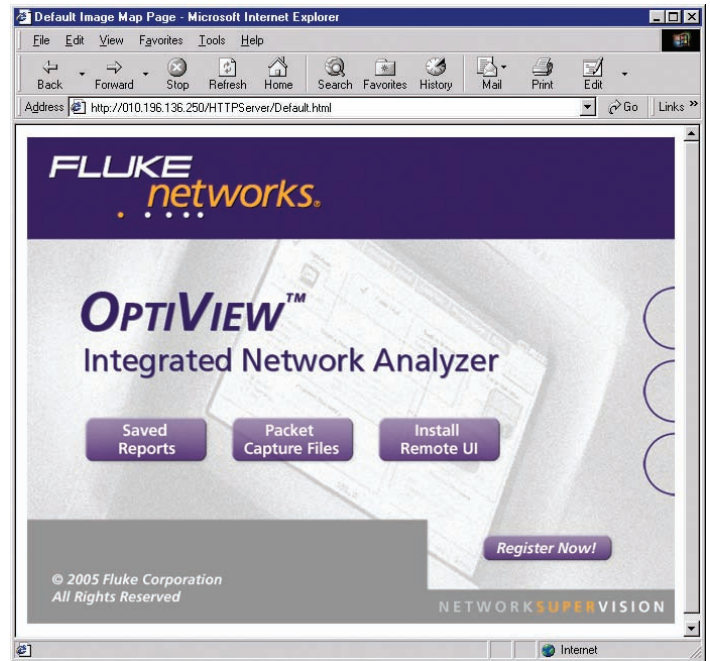 Default Image Map Page - Microsoft Internet Explorer
File Edit View Favorites Tools Help
Back Forward Stop Refresh Home Search Favorites History Mail Print Edit
Address http://010.196.136.250/HTTPServer/Default.html Go Links »
FLUKE
networks®
OPTIVIEW™
Integrated Network Analyzer
Saved
Reports
Packet
Capture Files
Install
Remote UI
Register Now!
© 2005 Fluke Corporation
All Rights Reserved
NETWORKSUPERVISION
Internet